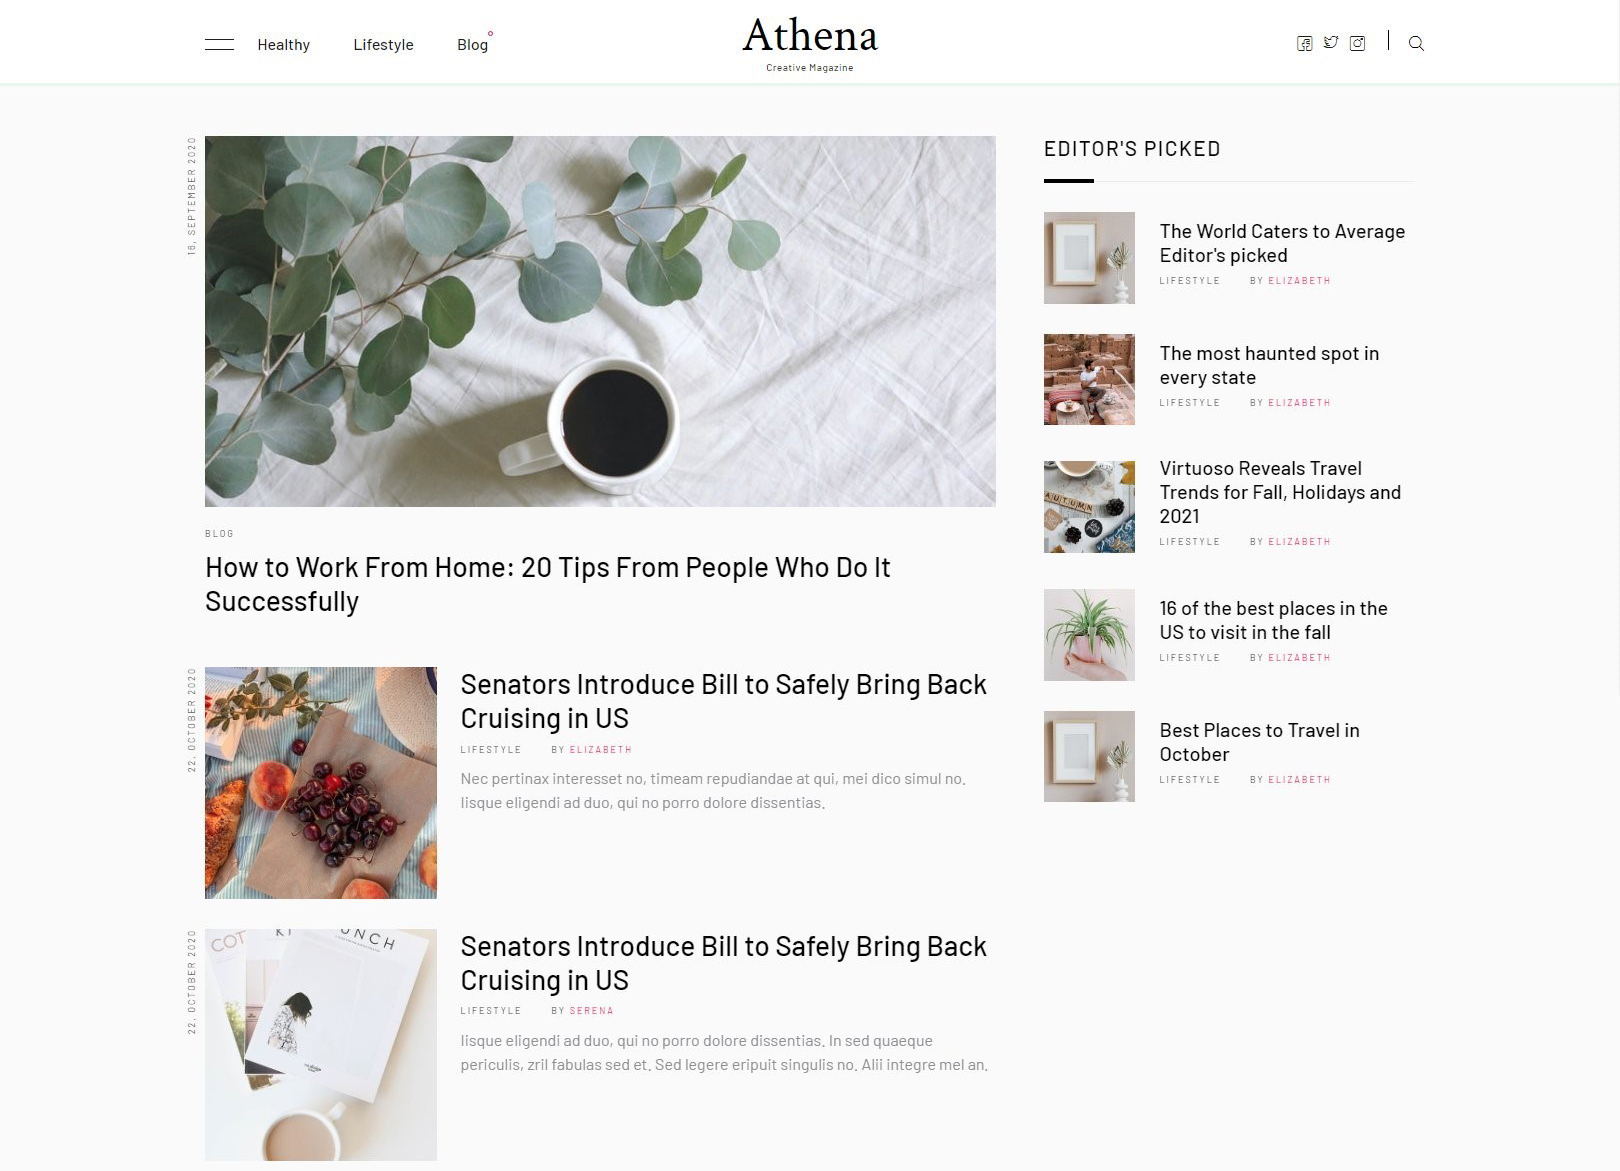 Healthy
Lifestyle
Blog
Athena
Creative Magazine
16, SEPTEMBER 2020
BLOG
How to Work From Home: 20 Tips From People Who Do It
Successfully
22, OCTOBER 2020
Senators Introduce Bill to Safely Bring Back
Cruising in US
LIFESTYLE BY ELIZABETH
Nec pertinax interesset no, timeam repudiandae at qui, mei dico simul no.
Iisque eligendi ad duo, qui no porro dolore dissentias.
22, OCTOBER 2020
COT
UNCH
Senators Introduce Bill to Safely Bring Back
Cruising in US
LIFESTYLE BY SERENA
Iisque eligendi ad duo, qui no porro dolore dissentias. In sed quaeque
periculis, zril fabulas sed et. Sed legere eripuit singulis no. Alii integre mel an.
EDITOR'S PICKED
The World Caters to Average
Editor's picked
LIFESTYLE BY ELIZABETH
The most haunted spot in
every state
LIFESTYLE BY ELIZABETH
AUTUMN
Virtuoso Reveals Travel
Trends for Fall, Holidays and
2021
LIFESTYLE BY ELIZABETH
16 of the best places in the
US to visit in the fall
LIFESTYLE BY ELIZABETH
Best Places to Travel in
October
LIFESTYLE BY ELIZABETH